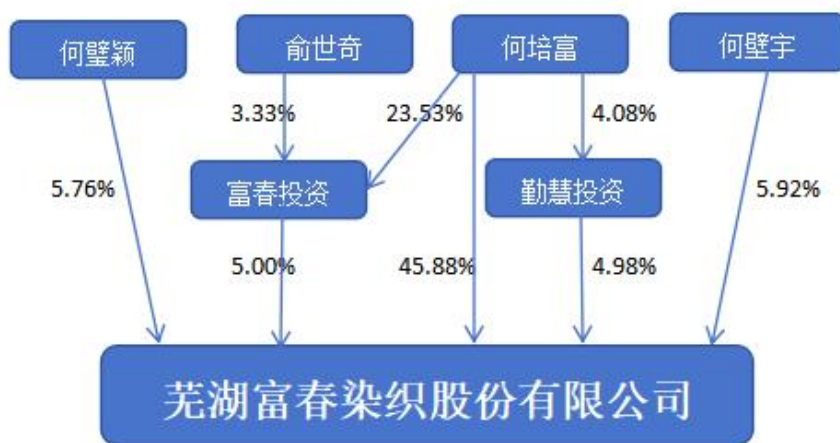 何璧颖
俞世奇
何培富
何壁宇
3.33%
23.53%
4.08%
5.76%
富春投资
勤慧投资
5.92%
5.00%
45.88%
4.98%
芜湖富春染织股份有限公司